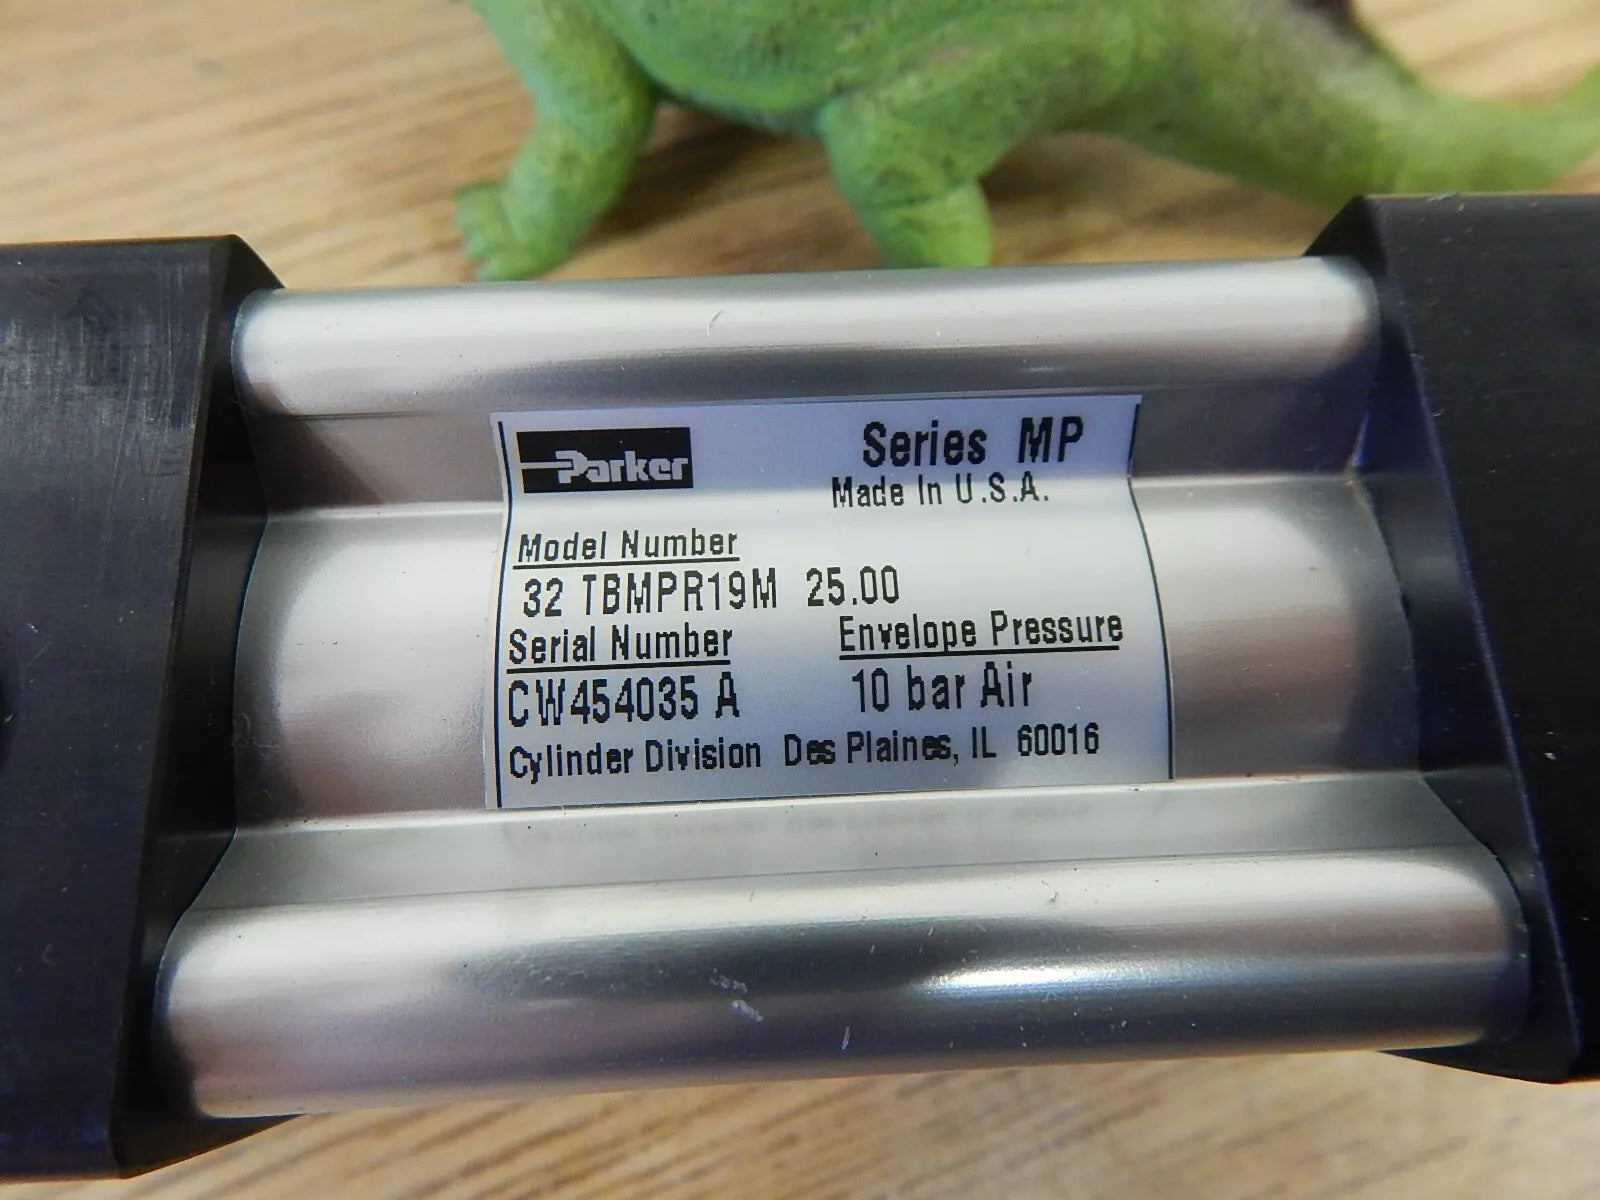 Parker
Series MP
Made In U.S.A.
Model Number
32 TBMPR19M 25.00
Serial Number Envelope Pressure
CW454035 A 10 bar Air
Cylinder Division Des Plaines, IL 60016